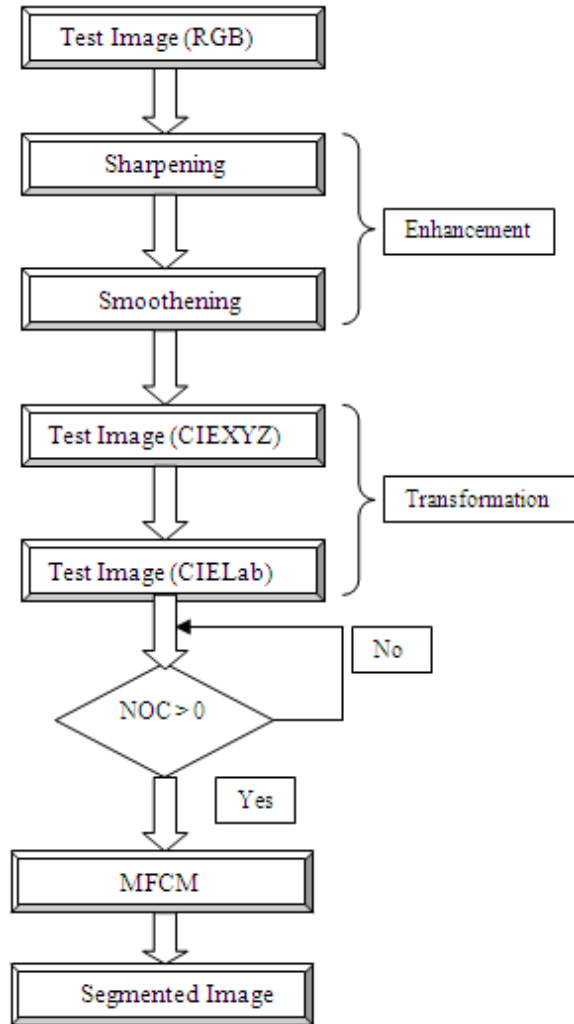 Test Image (RGB)
Sharpening
Enhancement
Smoothening
Test Image (CIEXYZ)
Transformation
Test Image (CIELab)
No
NOC > 0
Yes
MFCM
Segmented Image